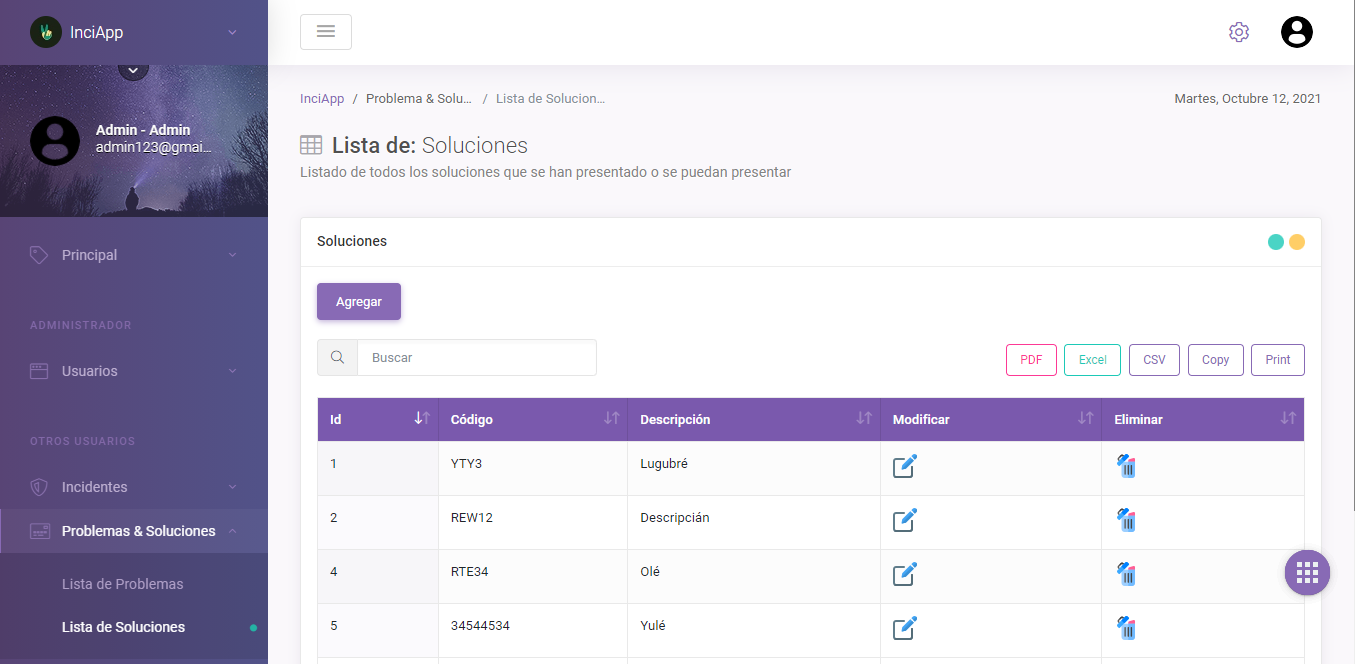 InciApp
Admin - Admin
admin123@gmai...
Principal
ADMINISTRADOR
Usuarios
OTROS USUARIOS
Incidentes
Problemas & Soluciones
Lista de Problemas
Lista de Soluciones
InciApp / Problema & Solu... / Lista de Solucion...
Martes, Octubre 12, 2021
Lista de: Soluciones
Listado de todos los soluciones que se han presentado o se puedan presentar
Soluciones
Agregar
Buscar
PDF Excel CSV Copy Print
Id Código Descripción Modificar Eliminar
1 YTY3 Lugubré
2 REW12 Descripcián
4 RTE34 Olé
5 34544534 Yulé